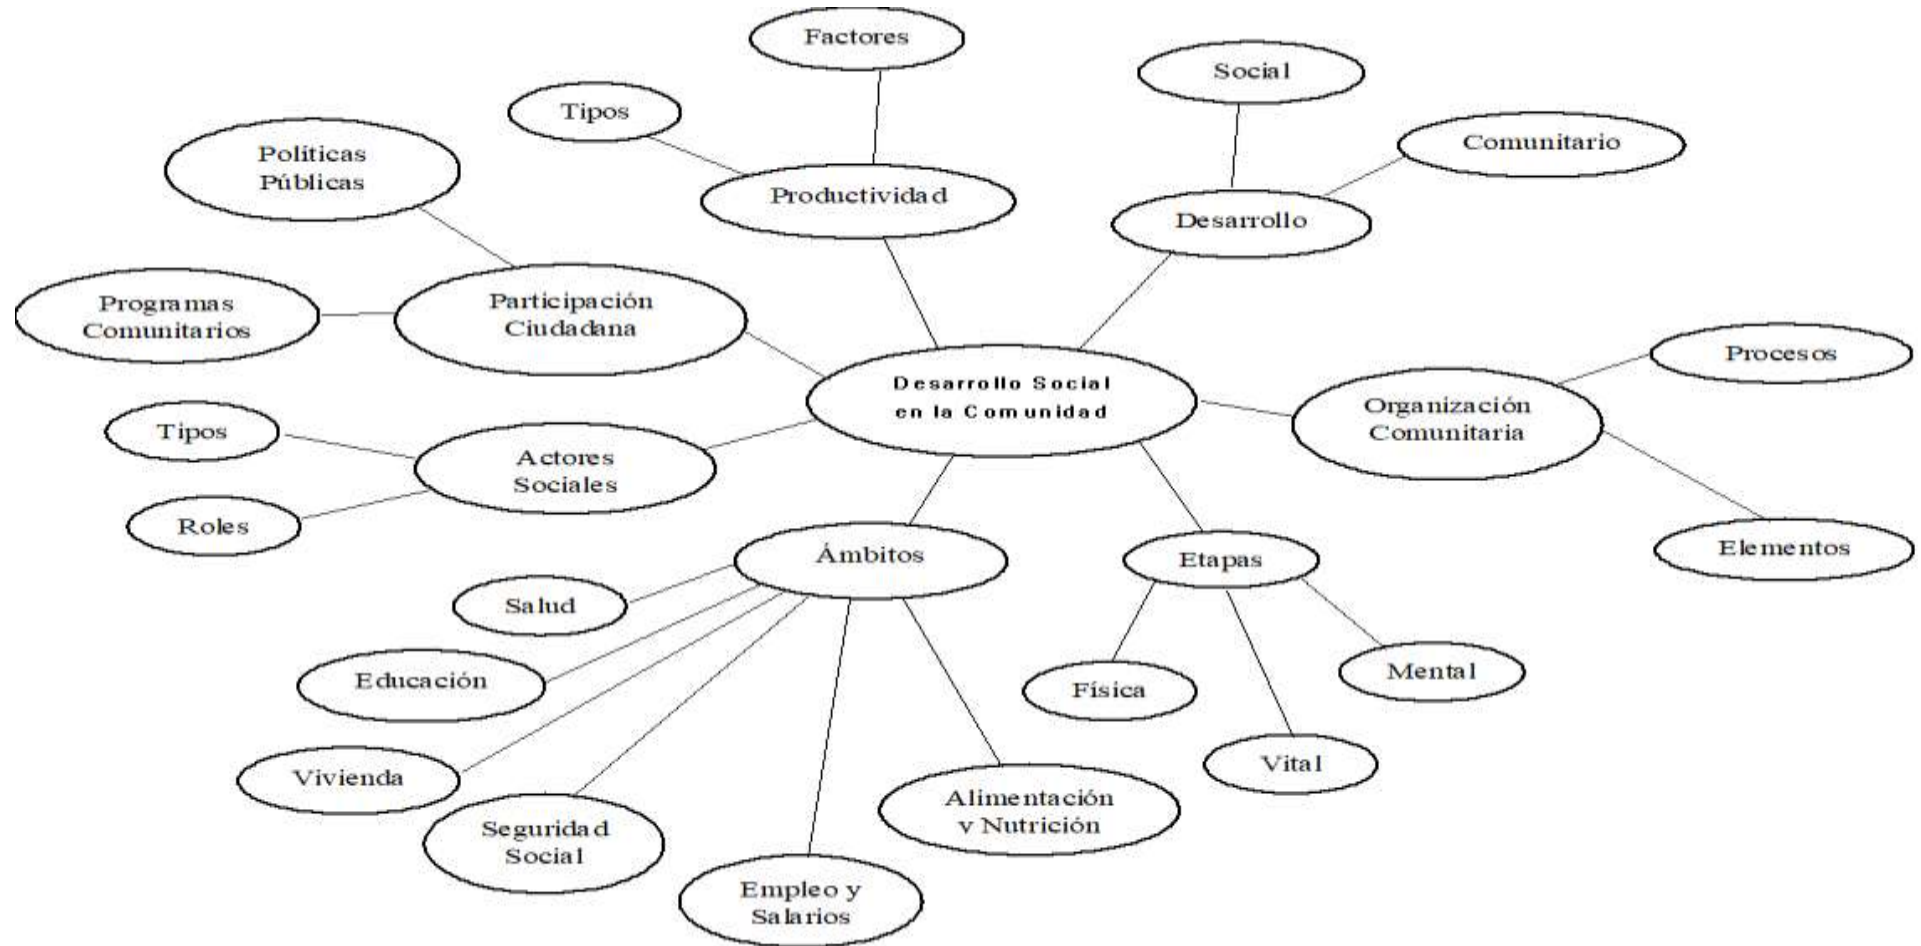 Factores
Social
Tipos
Comunitario
Políticas
Públicas
Productividad
Desarrollo
Programas
Comunitarios
Participación
Ciudadana
Procesos
Desarrollo Social
en la Comunidad
Organización
Comunitaria
Tipos
Actores
Sociales
Roles
Elementos
Ámbitos
Etapas
Salud
Educación
Física
Mental
Vivienda
Vital
Seguridad
Social
Alimentación
y Nutrición
Empleo y
Salarios